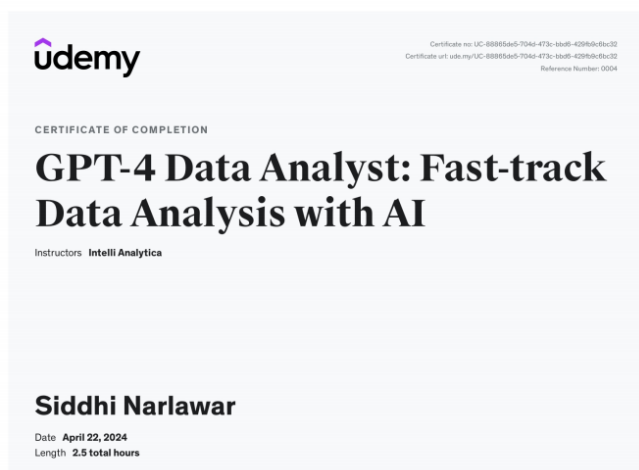 udemy
Certificate no: UC-88865de5-704d-473c-bbd6-429fb9c6bc32
Certificate url: ude.my/UC-88865de5-704d-473c-bbd6-429fb9c6bc32
Reference Number: 0004
CERTIFICATE OF COMPLETION
GPT-4 Data Analyst: Fast-track
Data Analysis with AI
Instructors Intelli Analytica
Siddhi Narlawar
Date April 22, 2024
Length 2.5 total hours